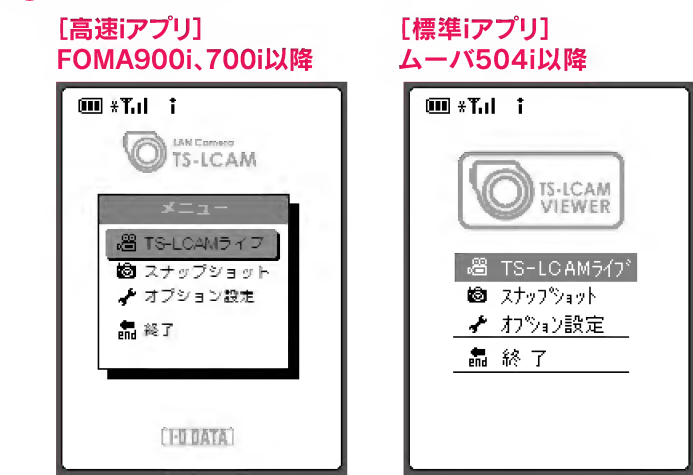 [高速iアプリ]
FOMA900i、700i以降
LAN Camera
TS-LCAM
メニュー
TS-LCAMライブ
スナップショット
オプション設定
end 終了
I-O DATA
[標準iアプリ]
ムーバ504i以降
TS-LCAM
VIEWER
TS-LCAMライブ
スナップショット
オプション設定
end 終 了